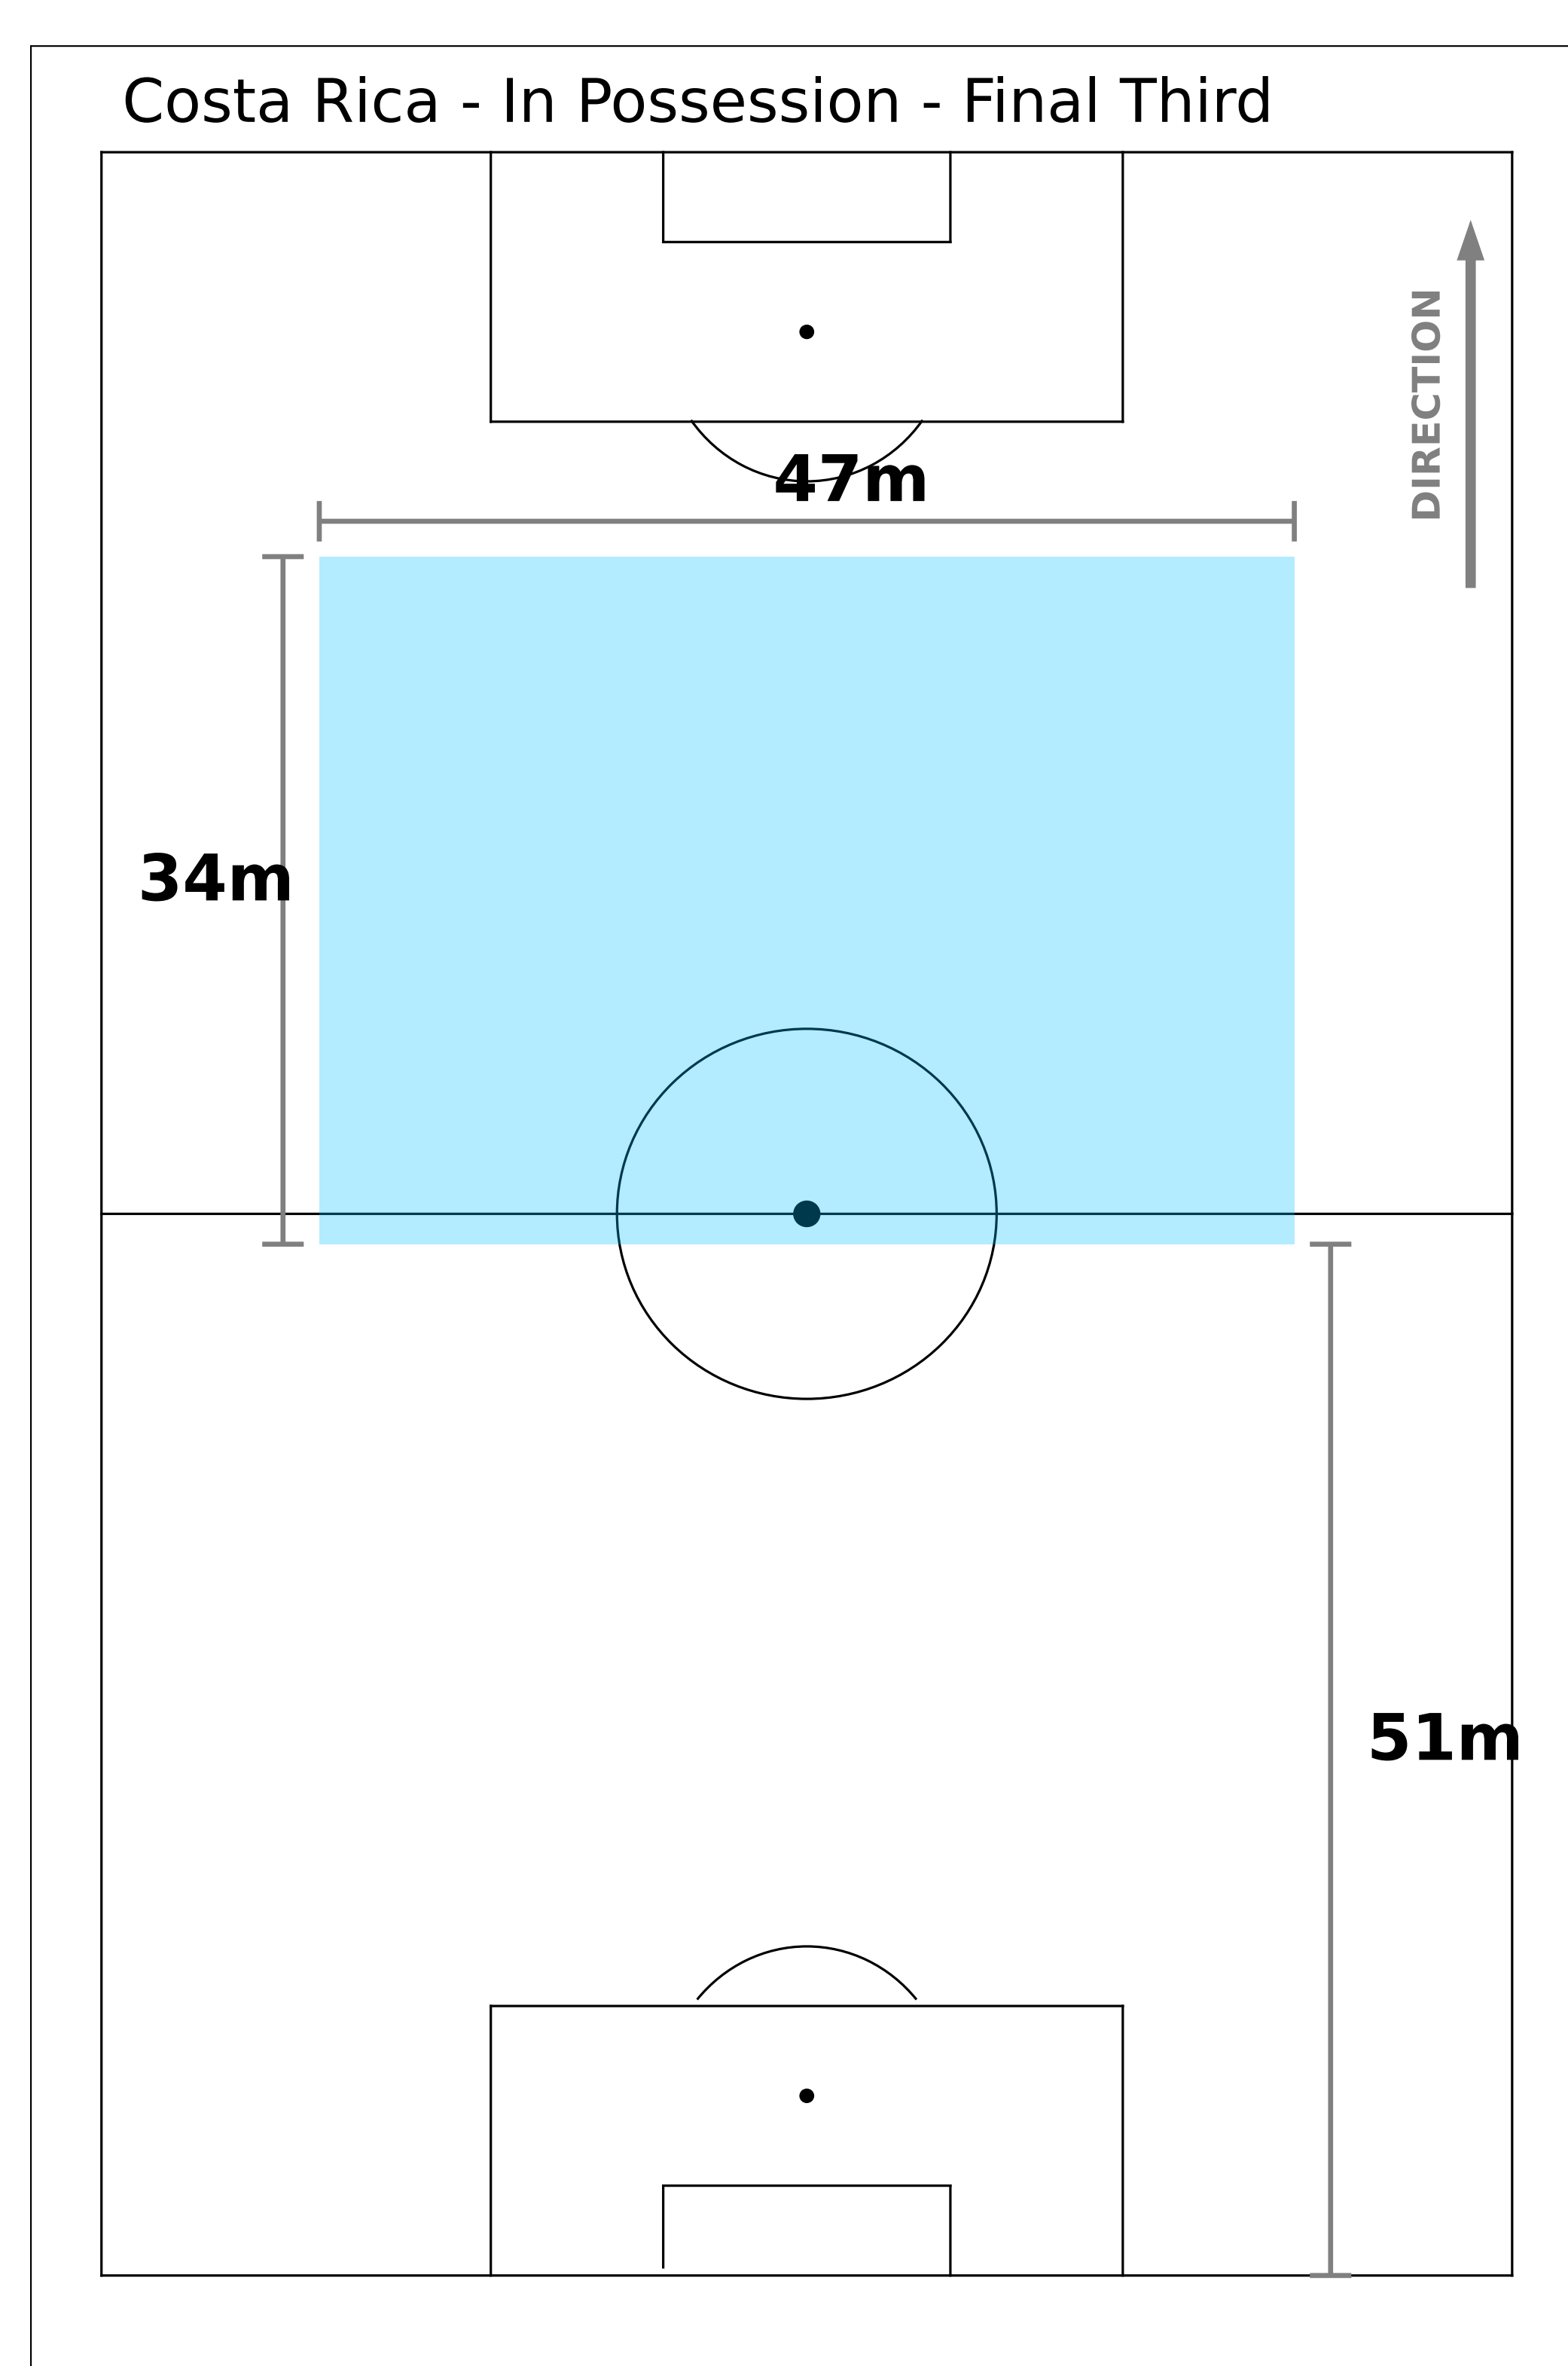 Costa Rica - In Possession - Final Third
DIRECTION
47m
34m
51m